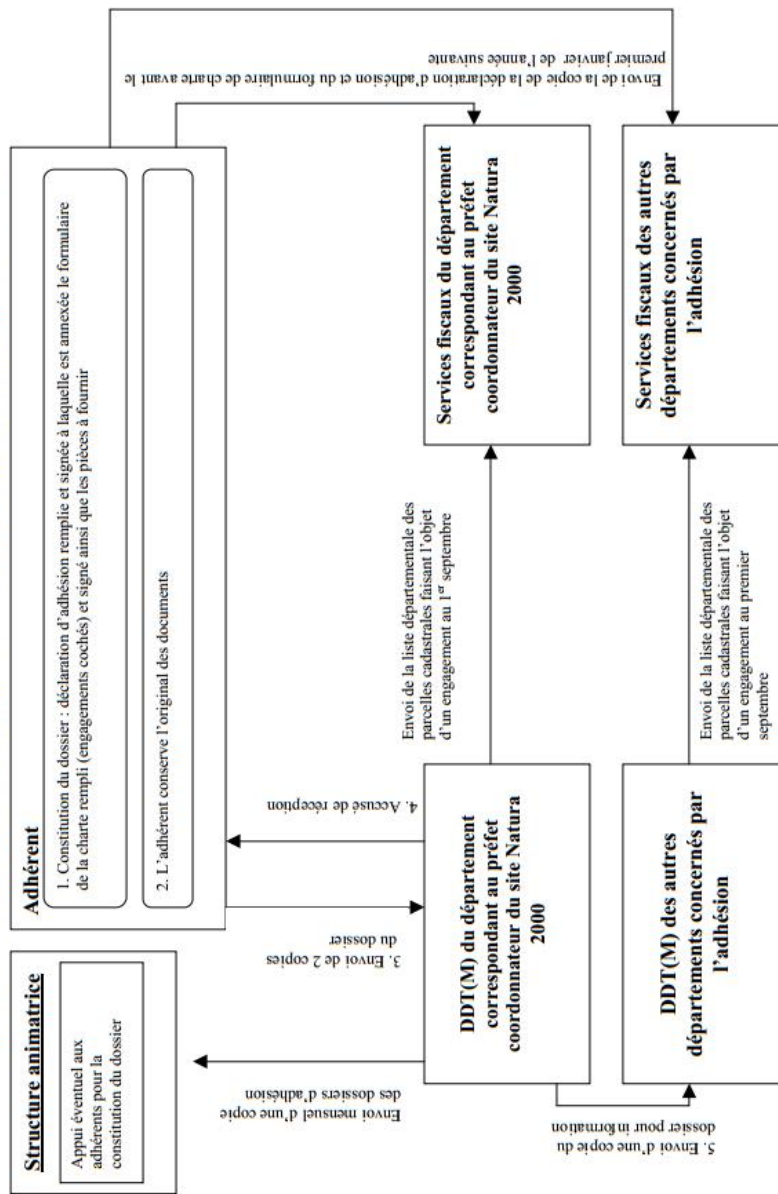 Structure animatrice
Appui éventuel aux
adhérents pour la
constitution du dossier
Adhérent
1. Constitution du dossier : déclaration d’adhésion remplie et signée à laquelle est annexée le formulaire
de la charte rempli (engagements cochés) et signé ainsi que les pièces à fournir
2. L’adhérent conserve l’original des documents
Envoi mensuel d’une copie
des dossiers d’adhésion
3. Envoi de 2 copies
du dossier
4. Accusé de réception
Envoi de la copie de la déclaration d’adhésion et du formulaire de charte avant le
premier janvier de l’année suivante
DDT(M) du département
correspondant au préfet
coordonnateur du site Natura
2000
Envoi de la liste départementale des
parcelles cadastrales faisant l’objet
d’un engagement au 1er septembre
Services fiscaux du département
correspondant au préfet
coordonnateur du site Natura
2000
5. Envoi d’une copie du
dossier pour information
DDT(M) des autres
départements concernés par
l’adhésion
Envoi de la liste départementale des
parcelles cadastrales faisant l’objet
d’un engagement au premier
septembre
Services fiscaux des autres
départements concernés par
l’adhésion